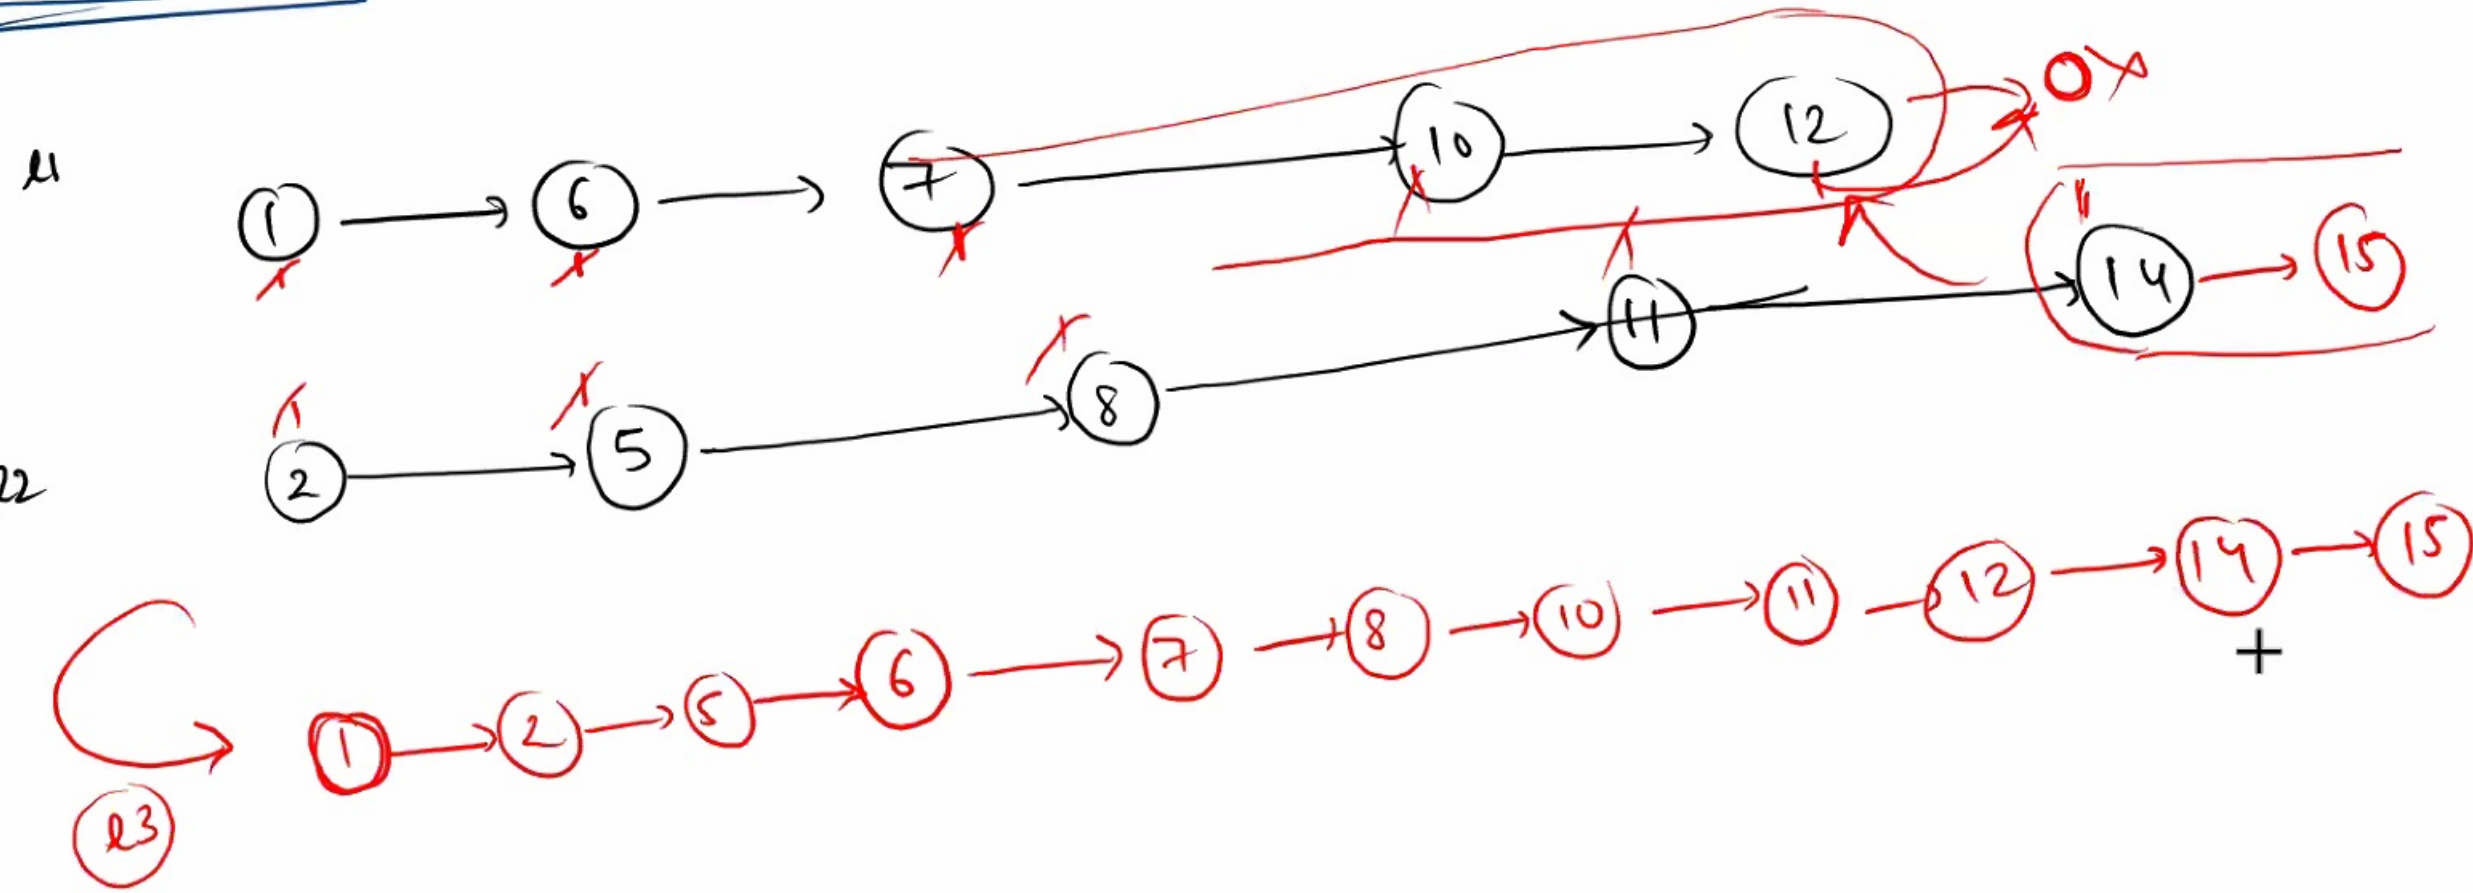 l1 1 → 6 → 7 → 10 → 12 → 0 X
l2 2 → 5 → 8 → 11 → 14 → 15
l3 1 → 2 → 5 → 6 → 7 → 8 → 10 → 11 → 12 → 14 → 15